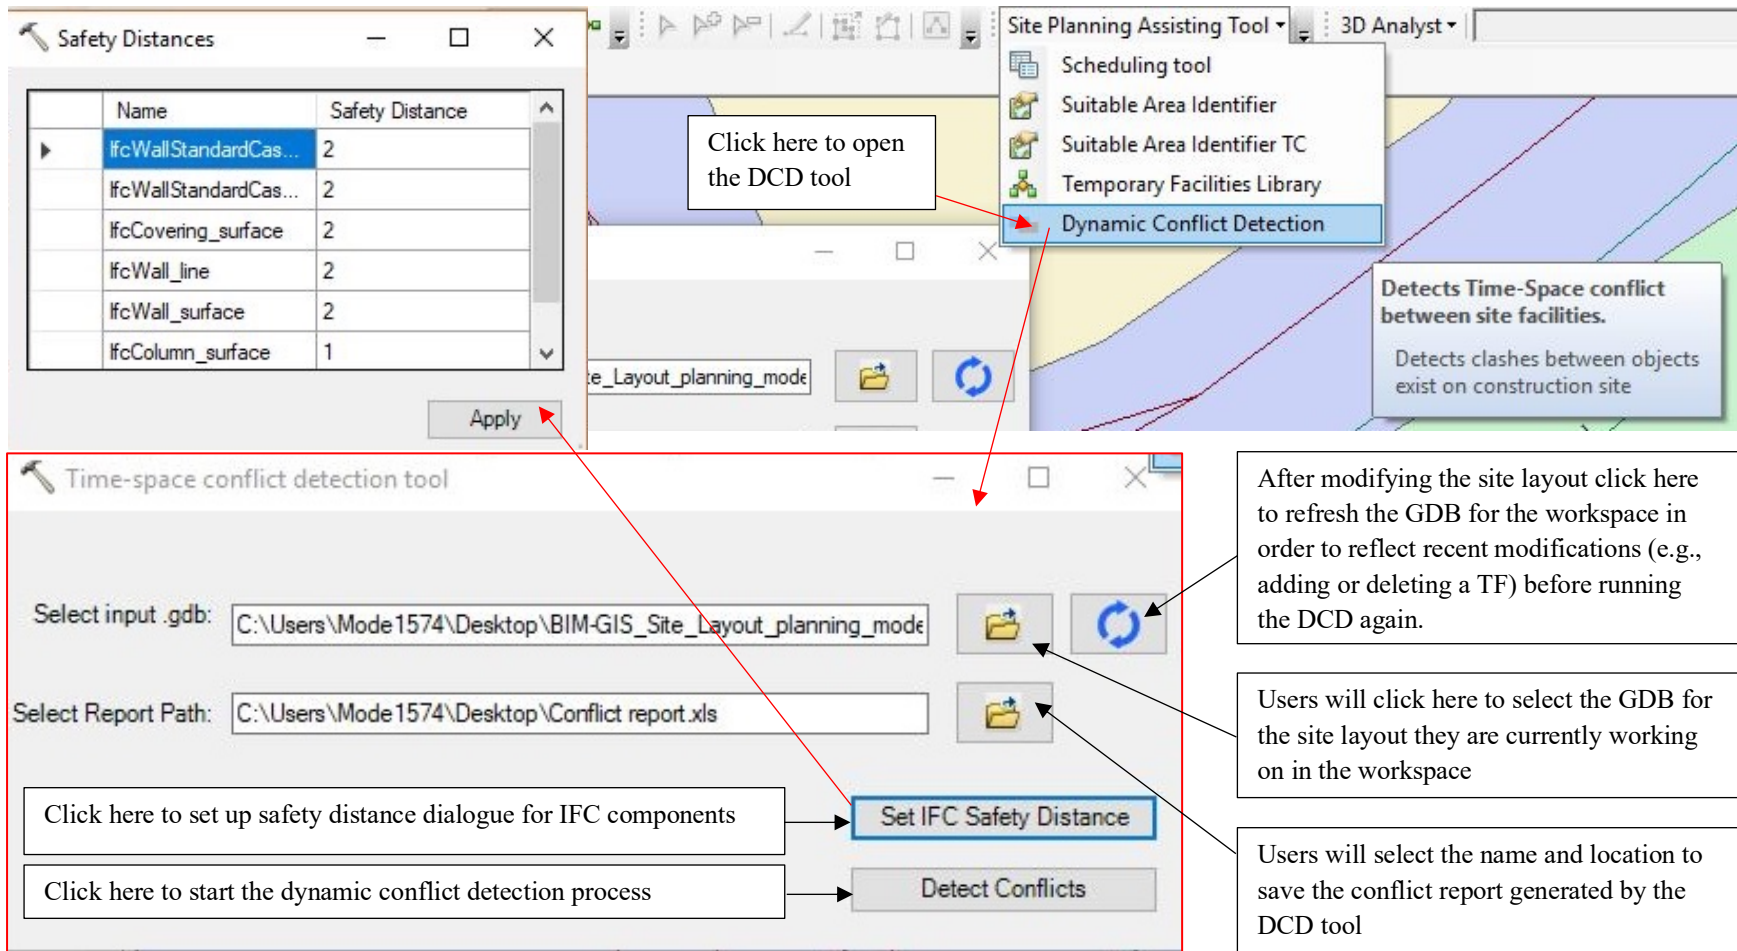 Safety Distances
Name Safety Distance
IfcWallStandardCas... 2
IfcWallStandardCas... 2
IfcCovering_surface 2
IfcWall_line 2
IfcWall_surface 2
IfcColumn_surface 1
Apply
Site Planning Assisting Tool
3D Analyst
Scheduling tool
Suitable Area Identifier
Suitable Area Identifier TC
Temporary Facilities Library
Dynamic Conflict Detection
Click here to open
the DCD tool
Detects Time-Space conflict
between site facilities.
Detects clashes between objects
exist on construction site
te_Layout_planning_mode
Time-space conflict detection tool
Select input .gdb: C:\Users\Mode1574\Desktop\BIM-GIS_Site_Layout_planning_mode
Select Report Path: C:\Users\Mode1574\Desktop\Conflict report.xls
Click here to set up safety distance dialogue for IFC components
Set IFC Safety Distance
Click here to start the dynamic conflict detection process
Detect Conflicts
After modifying the site layout click here
to refresh the GDB for the workspace in
order to reflect recent modifications (e.g.,
adding or deleting a TF) before running
the DCD again.
Users will click here to select the GDB for
the site layout they are currently working
on in the workspace
Users will select the name and location to
save the conflict report generated by the
DCD tool